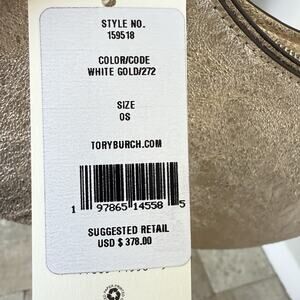 STYLE NO.
159518
COLOR/CODE
WHITE GOLD/272
SIZE
OS
TORYBURCH.COM
1 97865 14558 5
SUGGESTED RETAIL
USD $ 378.00